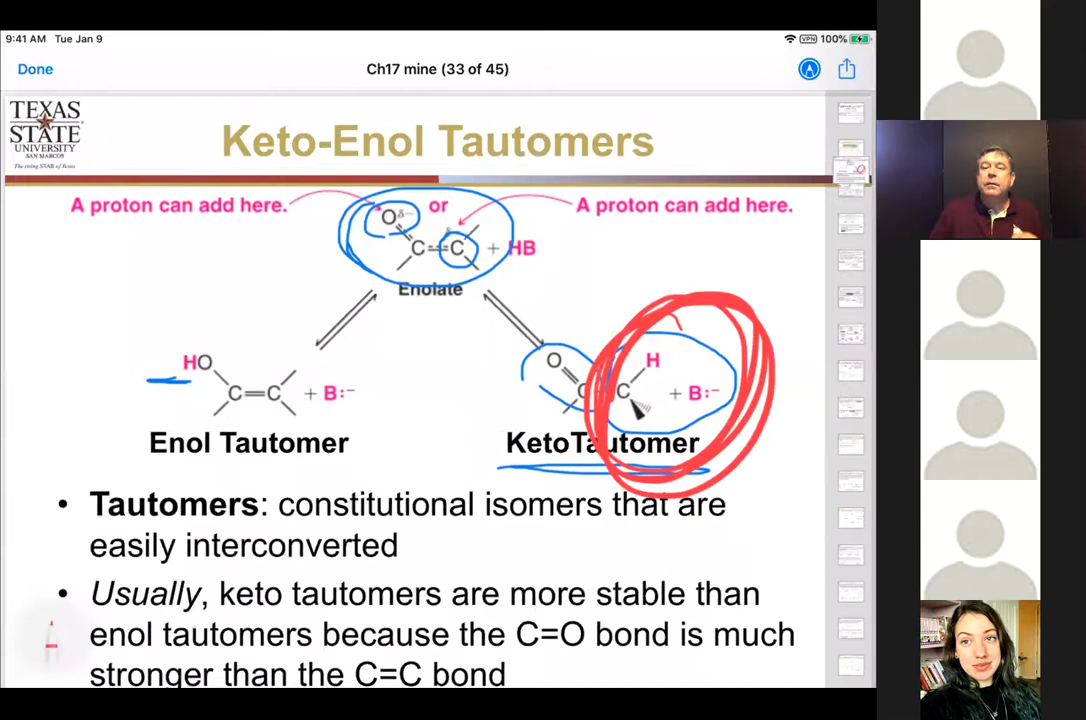 9:41 AM Tue Jan 9
VPN 100%
Done
Ch17 mine (33 of 45)
TEXAS
STATE
UNIVERSITY
SAN MARCOS
The rising STAR of Texas
Keto-Enol Tautomers
A proton can add here. or A proton can add here.
O δ−
C C + HB
Enolate
HO
C C + B:−
O H
C C + B:−
Enol Tautomer
KetoTautomer
• Tautomers: constitutional isomers that are
easily interconverted
• Usually, keto tautomers are more stable than
enol tautomers because the C=O bond is much
stronger than the C=C bond